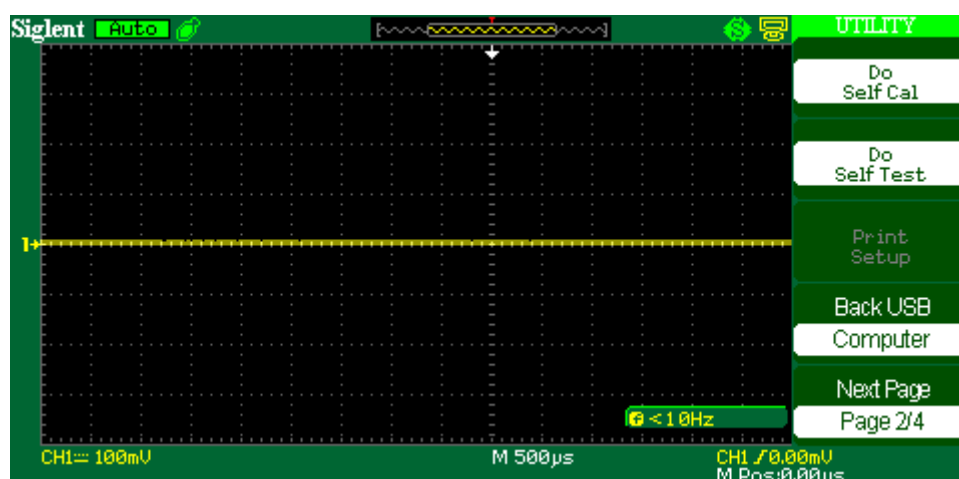 Siglent Auto
UTILITY
Do
Self Cal
Do
Self Test
Print
Setup
Back USB
Computer
Next Page
Page 2/4
1
f <10Hz
CH1 100mV
M 500µs
CH1 0.00mV
M Pos:0.00µs